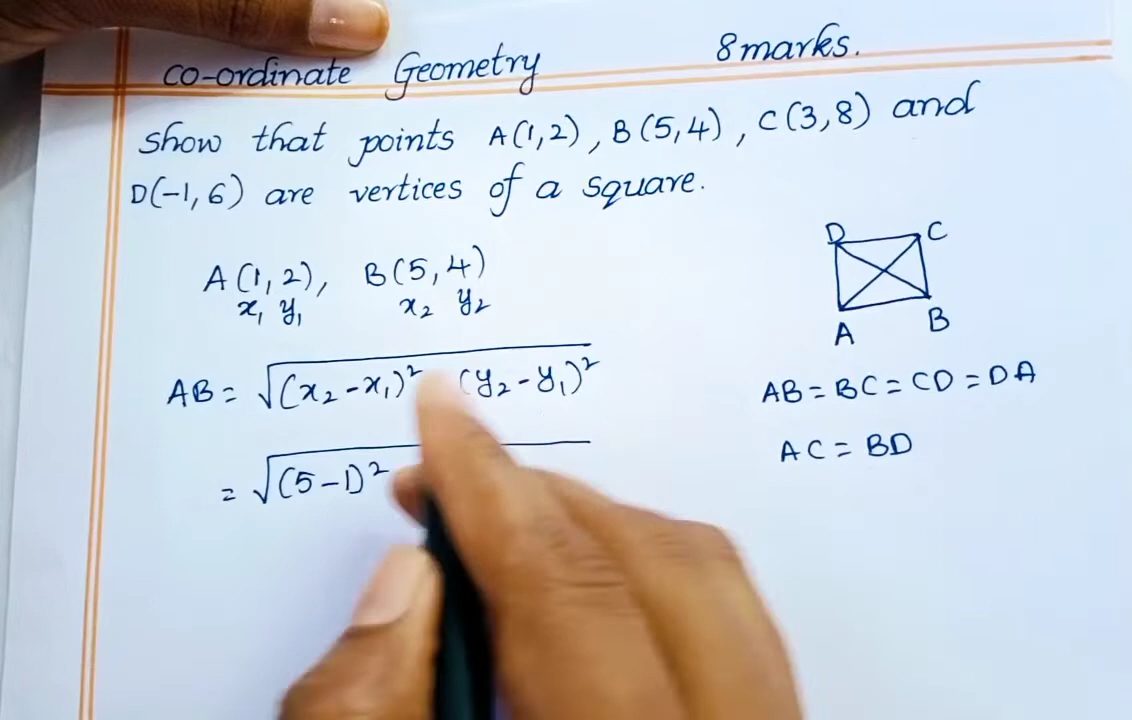 co-ordinate Geometry 8 marks.
Show that points A(1,2), B(5,4), C(3,8) and
D(-1,6) are vertices of a square.
A(1,2), B(5,4)
x₁ y₁ x₂ y₂
D C
A B
AB = √(x₂-x₁)² (y₂-y₁)²
AB = BC = CD = DA
AC = BD
= √(5-1)²